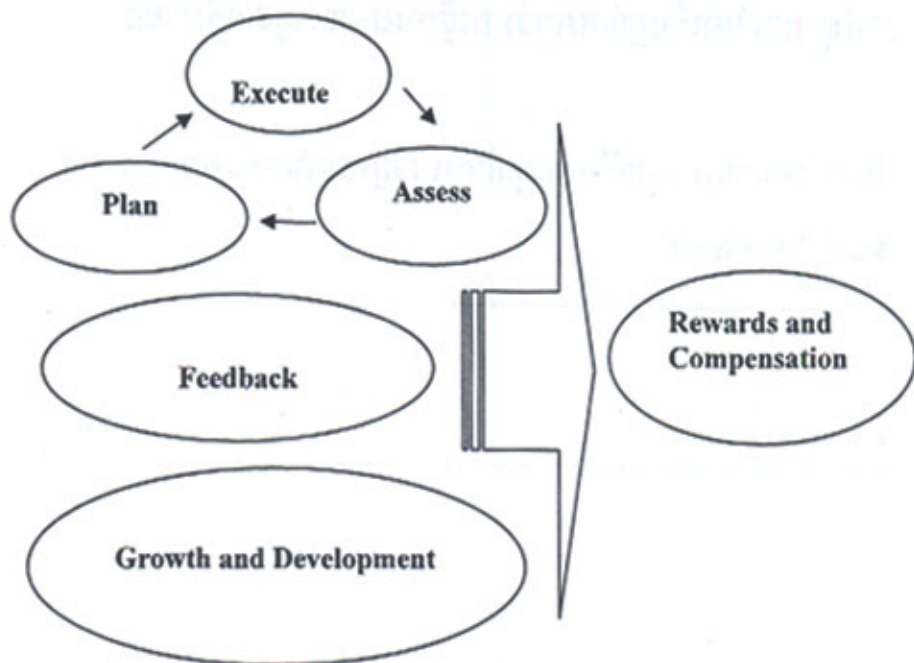 Execute
Plan
Assess
Feedback
Rewards and
Compensation
Growth and Development